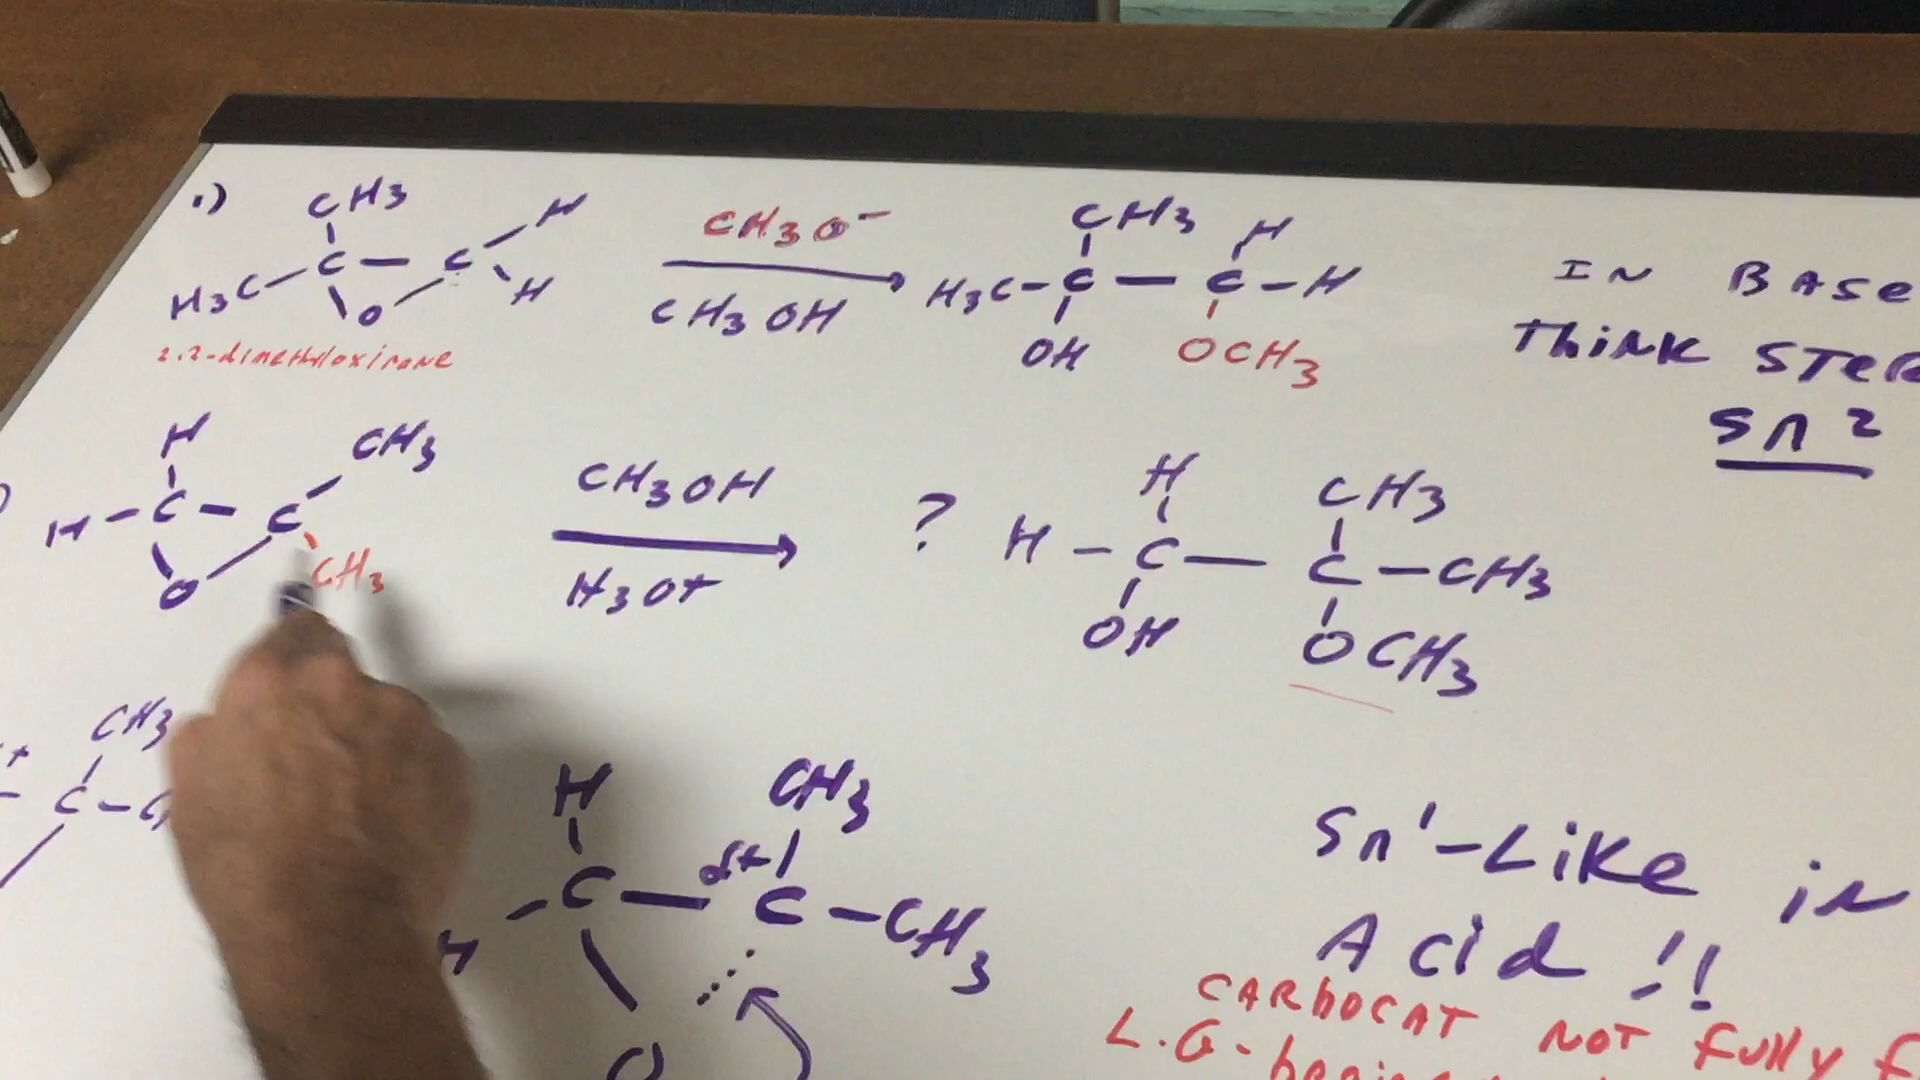 1)
CH3 H
C - C
H3C O H
2,2-dimethyloxirane
CH3O-
CH3OH
CH3 H
H3C-C - C-H
OH OCH3
IN BASE
THINK
SN2
H CH3
H-C-C
O CH3
CH3OH
H3O+
?
H CH3
H-C - C-CH3
OH OCH3
CH3
+
-C-
H CH3
δ+
H-C - C-CH3
O
SN1-Like in
Acid!!
CARBOCAT NOT fully
L.G.